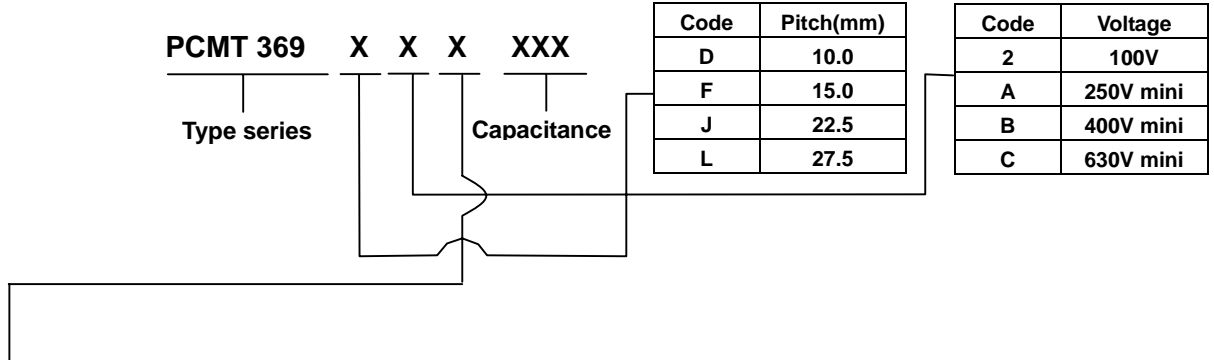 PCMT 369 X X X XXX
Type series
Capacitance
Code Pitch(mm)
D 10.0
F 15.0
J 22.5
L 27.5
Code Voltage
2 100V
A 250V mini
B 400V mini
C 630V mini